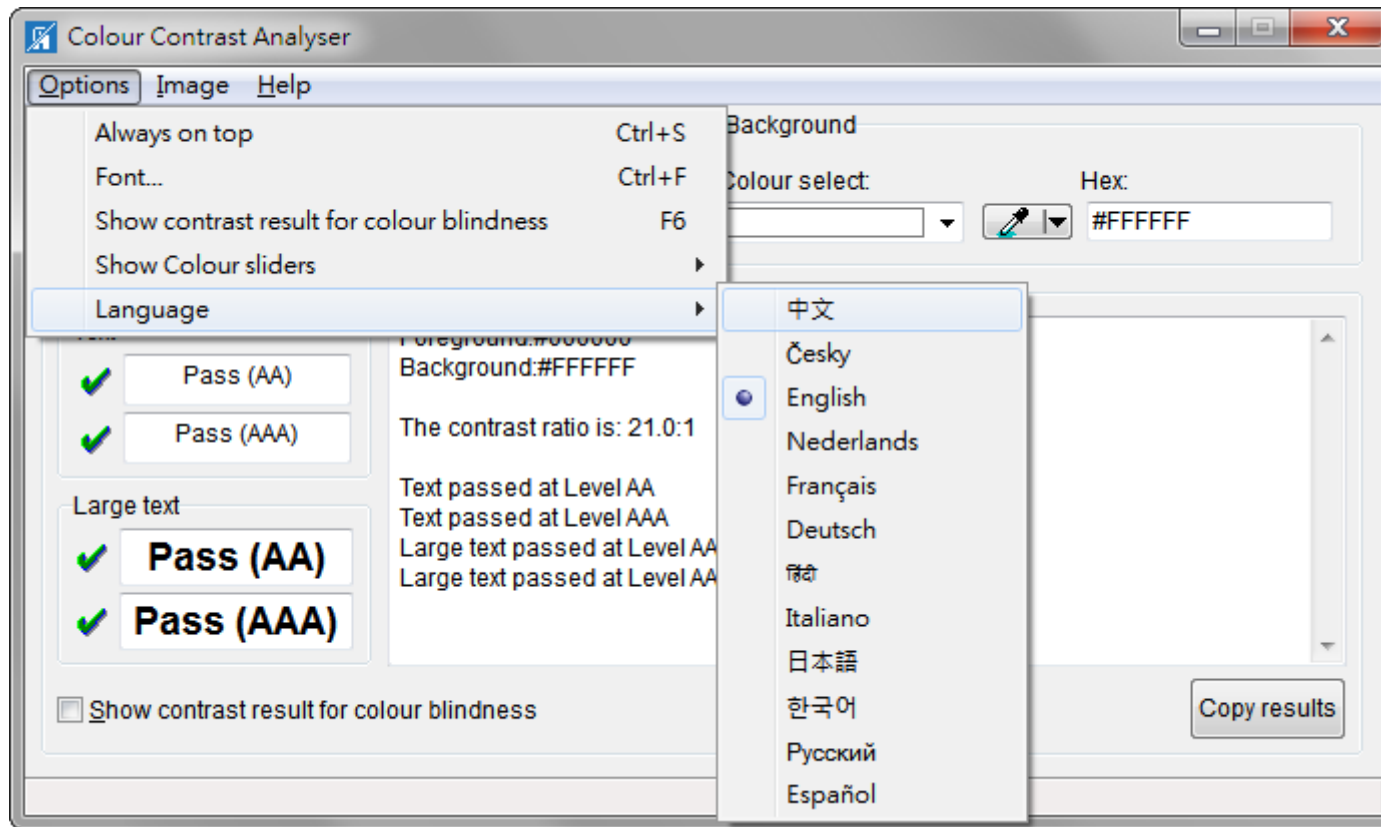 Colour Contrast Analyser
Options Image Help
Always on top Ctrl+S
Font... Ctrl+F
Show contrast result for colour blindness F6
Show Colour sliders
Language
Background
Colour select: Hex:
#FFFFFF
中文
Česky
English
Nederlands
Français
Deutsch
हिंदी
Italiano
日本語
한국어
Русский
Español
Text
Pass (AA)
Pass (AAA)
Large text
Pass (AA)
Pass (AAA)
Foreground:#000000
Background:#FFFFFF
The contrast ratio is: 21.0:1
Text passed at Level AA
Text passed at Level AAA
Large text passed at Level AA
Large text passed at Level AA
Show contrast result for colour blindness
Copy results